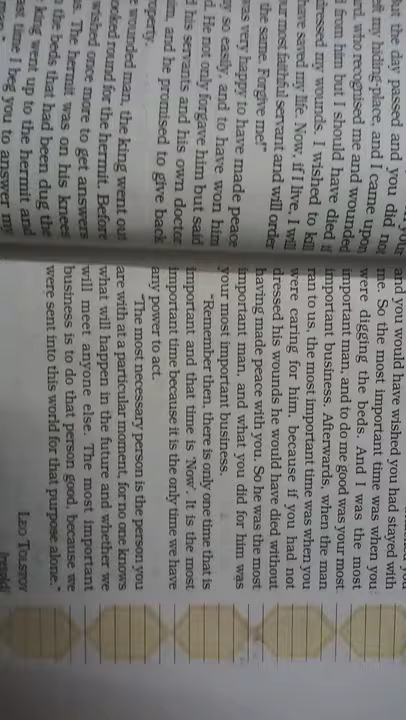 but the day passed and you did not
left my hiding-place, and I came upon
who recognised me and wounded
from him but I should have died if
dressed my wounds. I wished to kill
have saved my life. Now, if I live, I will
most faithful servant and will order
the same. Forgive me!"
was very happy to have made peace
so easily, and to have won him
He not only forgave him but said
his servants and his own doctor
and he promised to give back
wounded man, the king went out
looked round for the hermit. Before
wished once more to get answers
The hermit was on his knees
the beds that had been dug the
king went up to the hermit and
time I beg you to answer my
and you would have wished you had stayed with
me. So the most important time was when you
were digging the beds. And I was the most
important man, and to do me good was your most
important business. Afterwards, when the man
ran to us, the most important time was when you
were caring for him, because if you had not
dressed his wounds he would have died without
having made peace with you. So he was the most
important man, and what you did for him was
your most important business.
"Remember then, there is only one time that is
important and that time is 'Now'. It is the most
important time because it is the only time we have
any power to act.
"The most necessary person is the person you
are with at a particular moment, for no one knows
what will happen in the future and whether we
will meet anyone else. The most important
business is to do that person good, because we
were sent into this world for that purpose alone."
LEO TOLSTOY